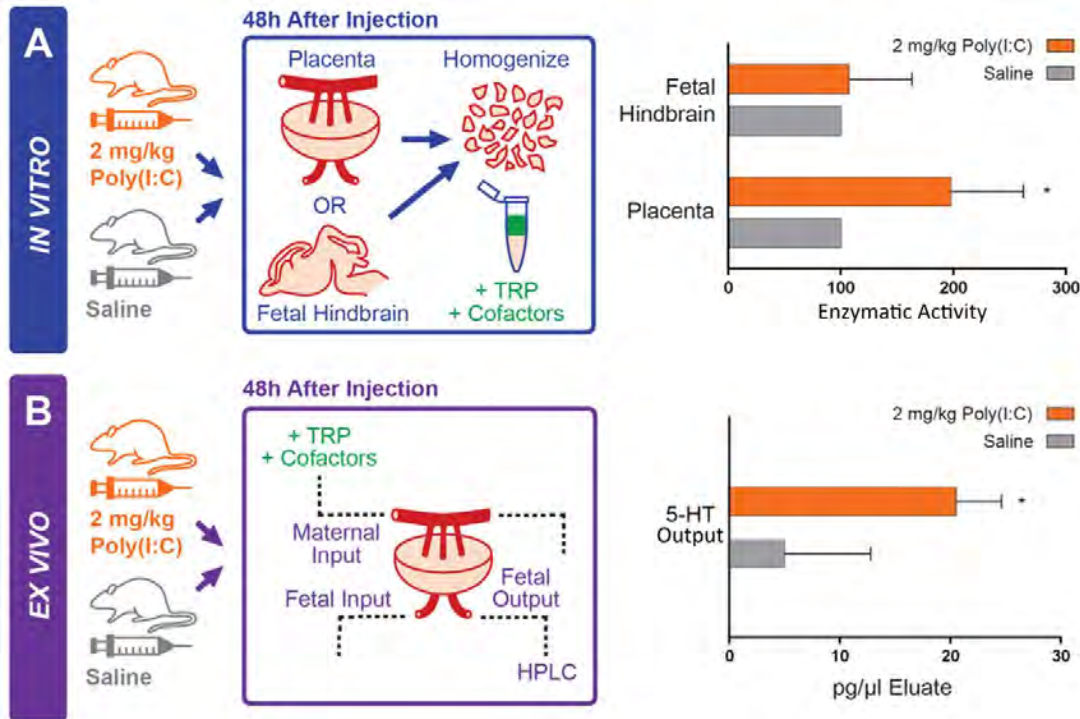 A
IN VITRO
2 mg/kg
Poly(I:C)
Saline
48h After Injection
Placenta
OR
Fetal Hindbrain
Homogenize
+ TRP
+ Cofactors
2 mg/kg Poly(I:C)
Saline
Fetal
Hindbrain
Placenta
*
0 100 200 300
Enzymatic Activity
B
EX VIVO
2 mg/kg
Poly(I:C)
Saline
48h After Injection
+ TRP
+ Cofactors
Maternal
Input
Fetal Input
Fetal
Output
HPLC
2 mg/kg Poly(I:C)
Saline
5-HT
Output
*
0 10 20 30
pg/µl Eluate